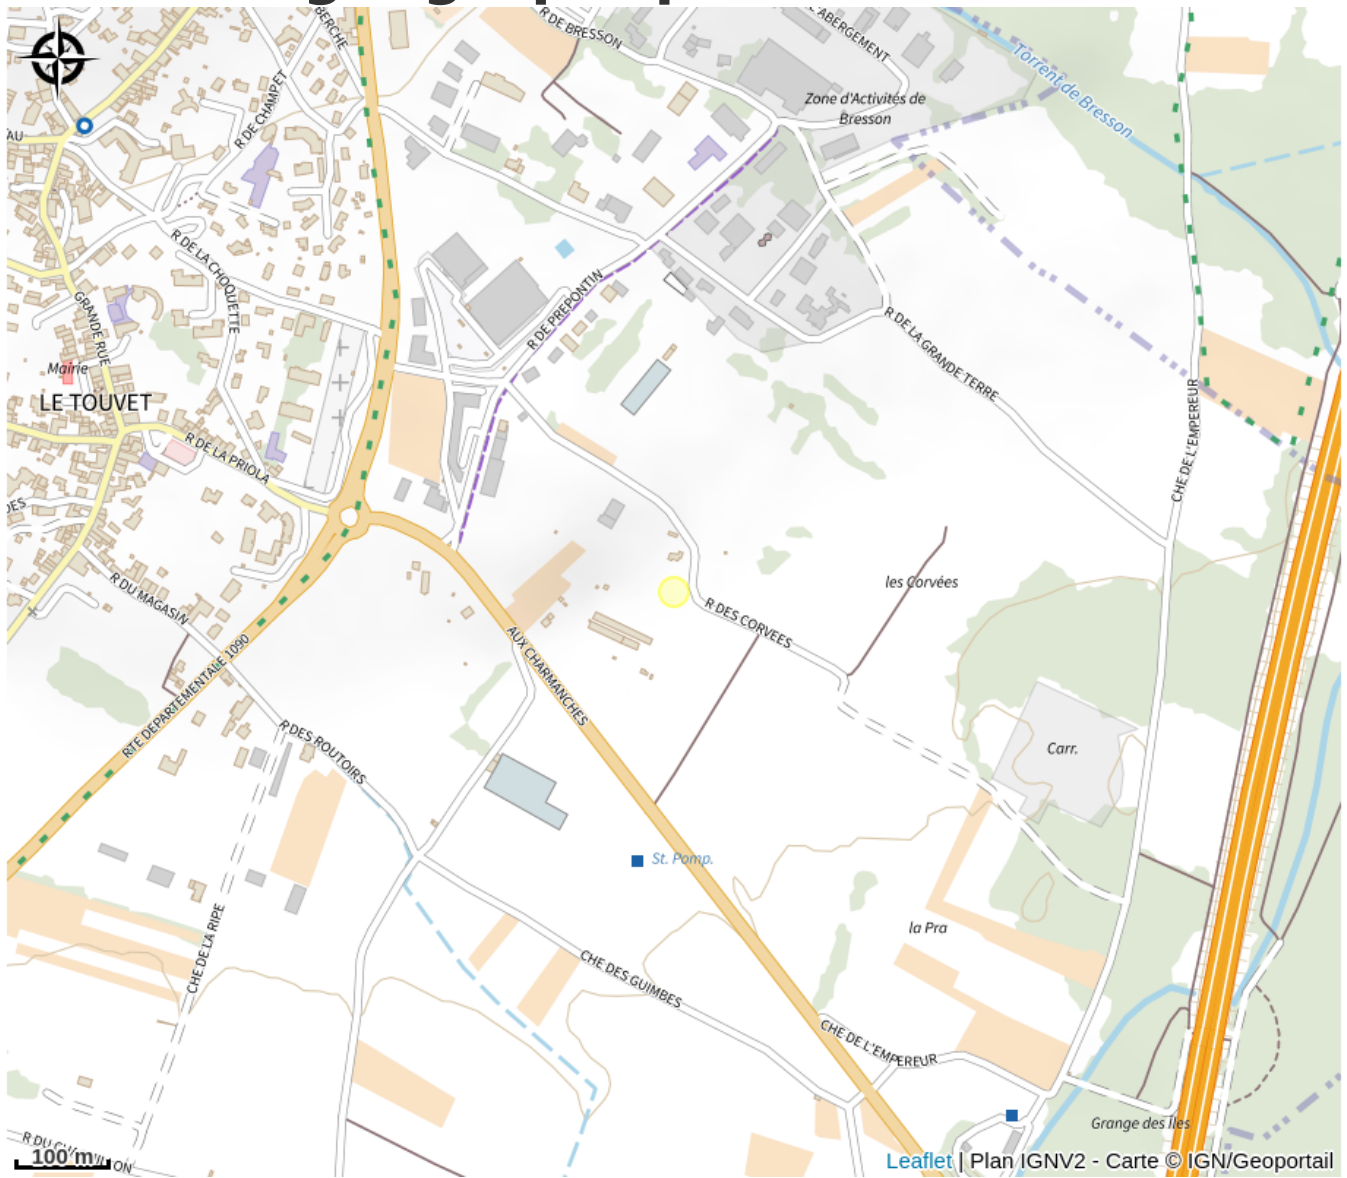 R DE BRESSON
L'ABERGEMENT
Torrent de Bresson
BERCHE
R DE CHAMPET
Zone d'Activités de
Bresson
AU
R DE LA CHOQUETTE
GRANDE RUE
R DE PREPONTIN
R DE LA GRANDE TERRE
Mairie
LE TOUVET
CHE DE L'EMPEREUR
R DE LA PRIOLA
DES
R DU MAGASIN
les Corvées
R DES CORVEES
AUX CHARMANCHES
RTE DEPARTEMENTALE 1090
R DES ROUTOIRS
Carr.
St. Pomp.
CHE DE LA RIPE
la Pra
CHE DES GUIMBES
CHE DE L'EMPEREUR
Grange des Iles
100 m
Leaflet | Plan IGNV2 - Carte © IGN/Geoportail